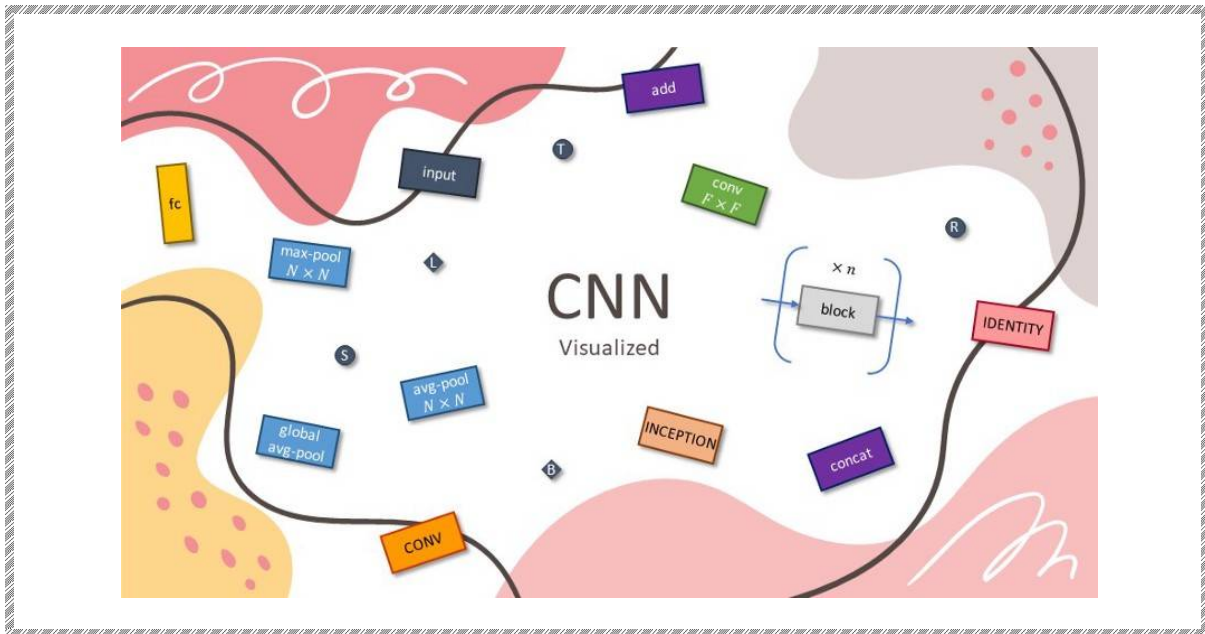 add
T
input
conv
F × F
fc
R
max-pool
N × N
L
× n
CNN
block
IDENTITY
Visualized
S
avg-pool
N × N
INCEPTION
global
avg-pool
concat
B
CONV